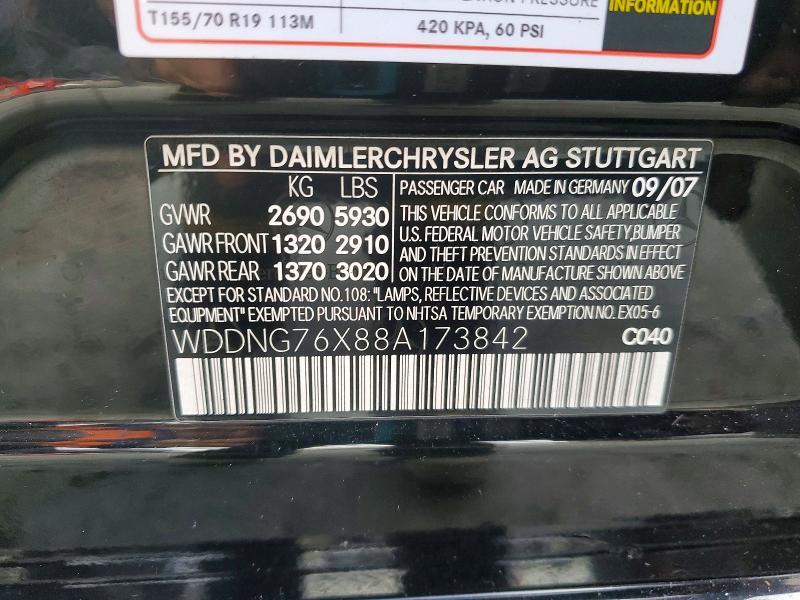 T155/70 R19 113M
420 KPA, 60 PSI
INFORMATION
MFD BY DAIMLERCHRYSLER AG STUTTGART
KG LBS
PASSENGER CAR MADE IN GERMANY 09/07
GVWR 2690 5930
GAWR FRONT 1320 2910
GAWR REAR 1370 3020
THIS VEHICLE CONFORMS TO ALL APPLICABLE
U.S. FEDERAL MOTOR VEHICLE SAFETY,BUMPER
AND THEFT PREVENTION STANDARDS IN EFFECT
ON THE DATE OF MANUFACTURE SHOWN ABOVE
EXCEPT FOR STANDARD NO.108: "LAMPS, REFLECTIVE DEVICES AND ASSOCIATED
EQUIPMENT" EXEMPTED PURSUANT TO NHTSA TEMPORARY EXEMPTION NO. EX05-6
WDDNG76X88A173842 C040